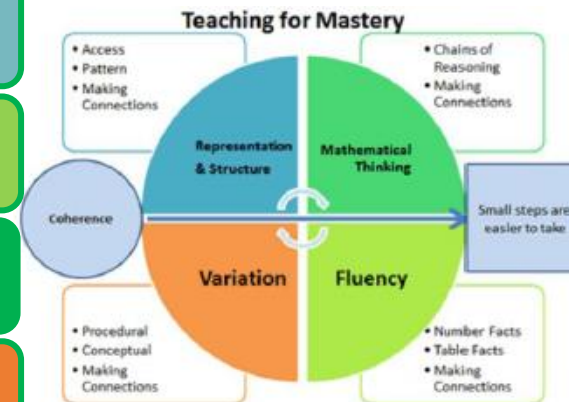 Teaching for Mastery
• Access
• Pattern
• Making
Connections
• Chains of
Reasoning
• Making
Connections
Representation
& Structure
Mathematical
Thinking
Coherence
Small steps are
easier to take
Variation
Fluency
• Procedural
• Conceptual
• Making
Connections
• Number Facts
• Table Facts
• Making
Connections